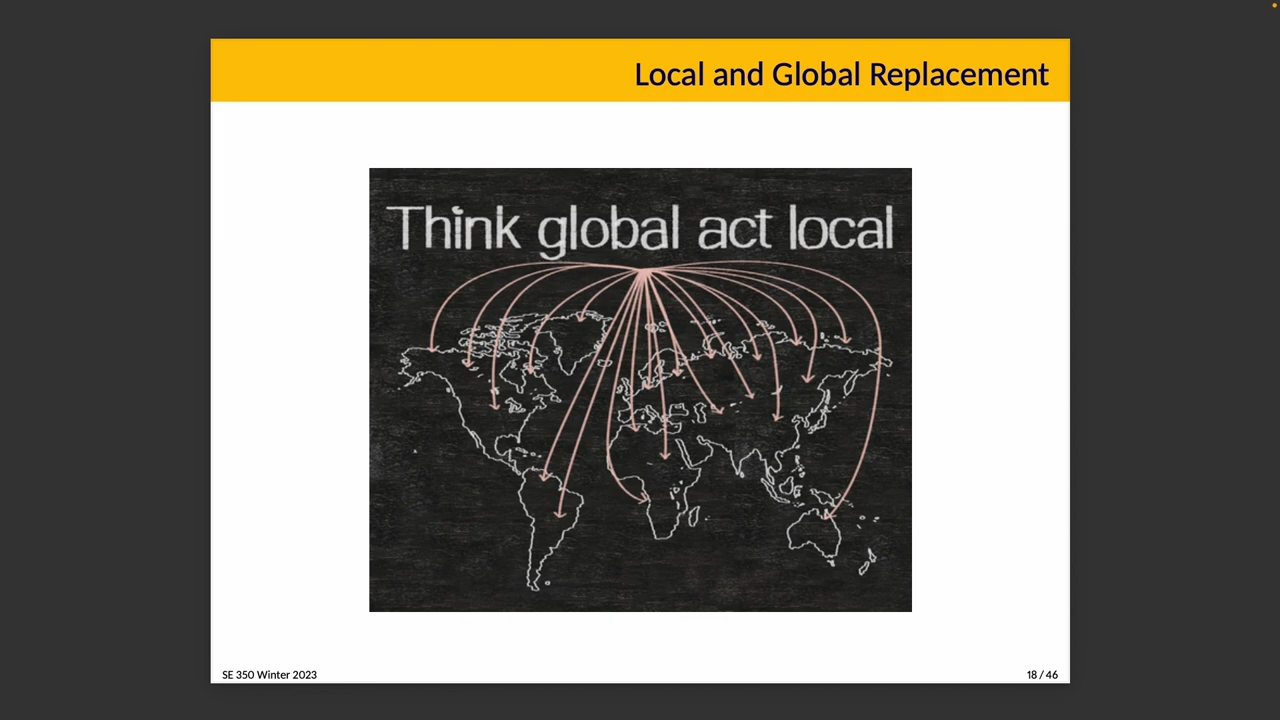 Local and Global Replacement
Think global act local
SE 350 Winter 2023
18 / 46